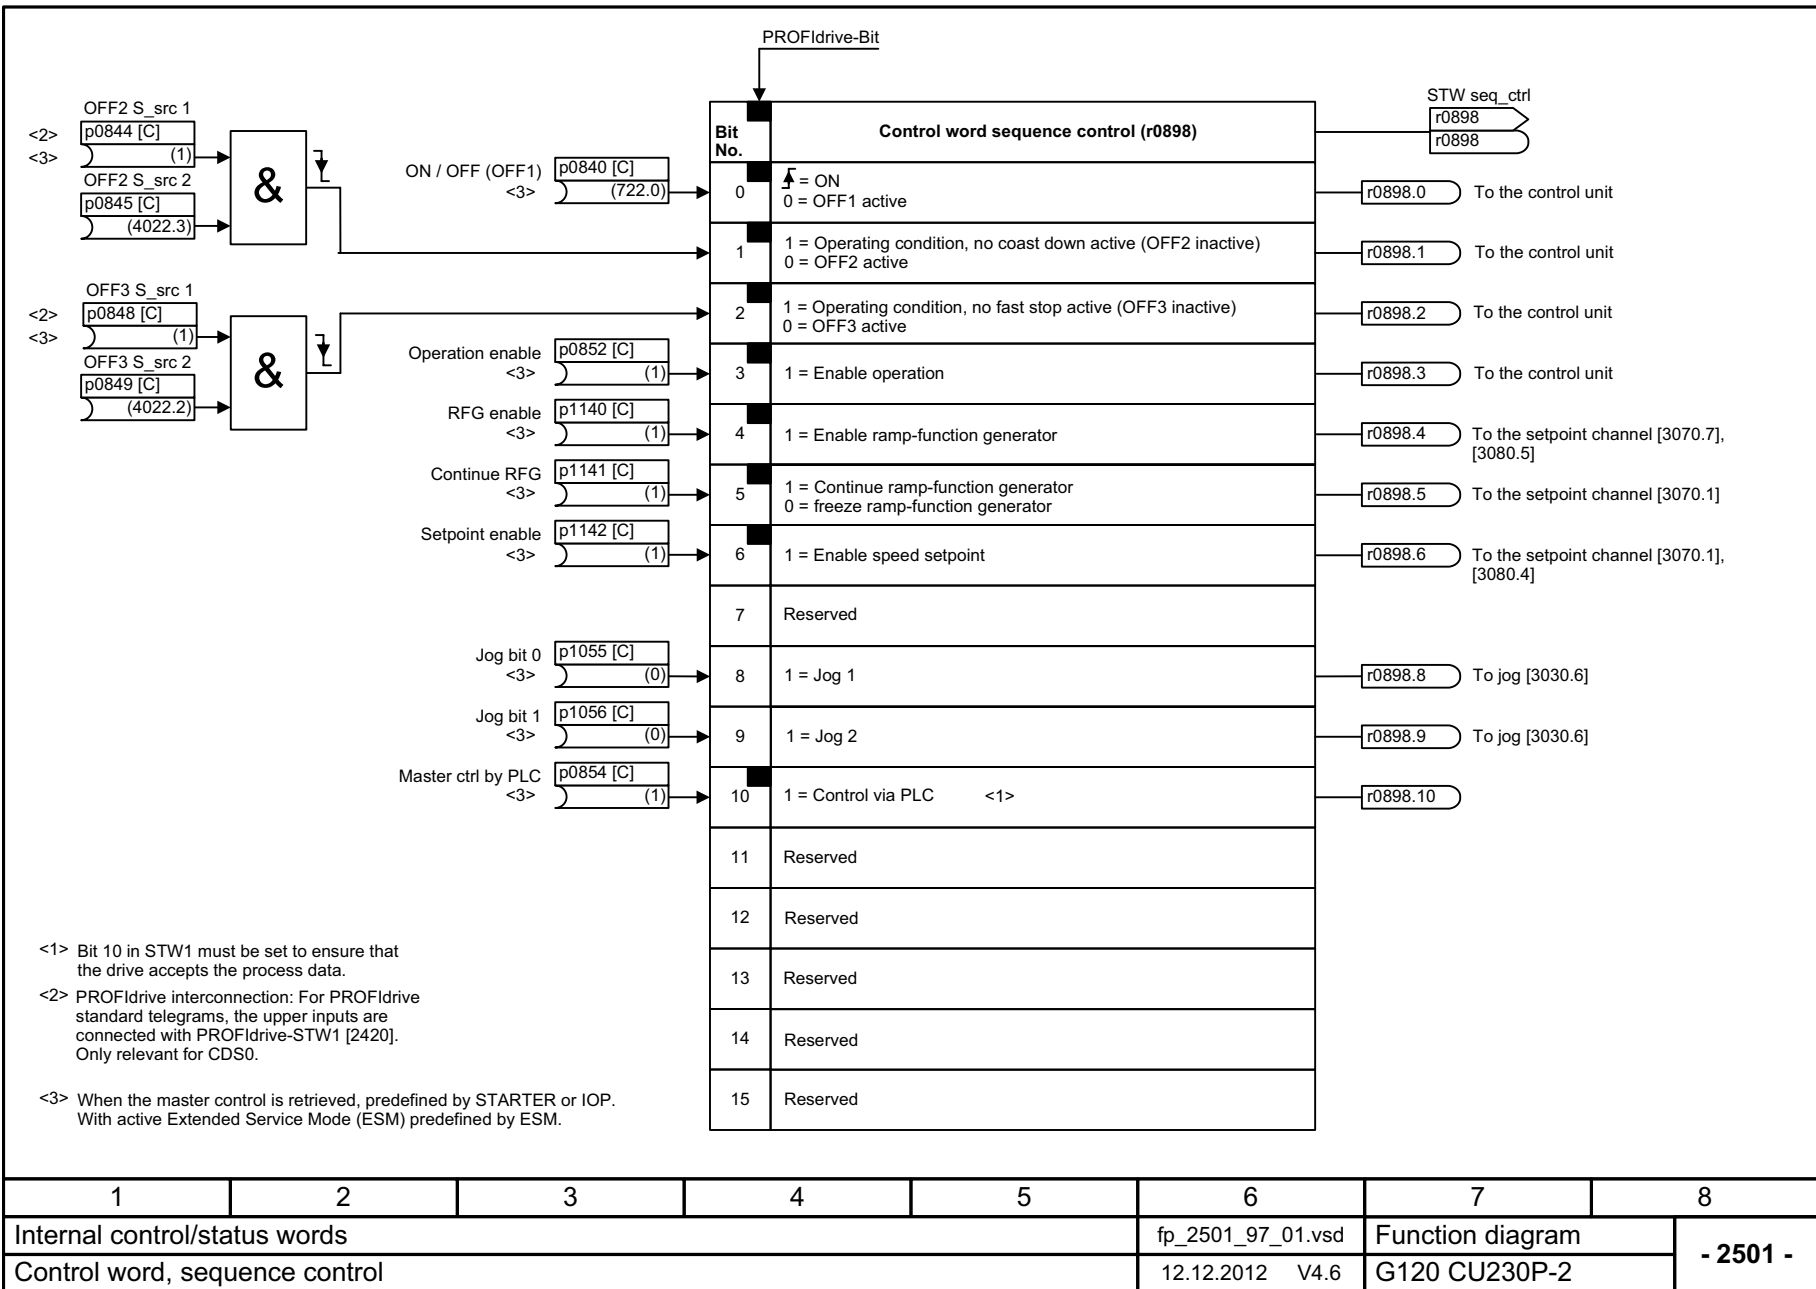 PROFIdrive-Bit
OFF2 S_src 1
<2> p0844 [C]
<3> (1)
OFF2 S_src 2
p0845 [C]
(4022.3)
&
OFF3 S_src 1
<2> p0848 [C]
<3> (1)
OFF3 S_src 2
p0849 [C]
(4022.2)
&
Bit No. Control word sequence control (r0898)
STW seq_ctrl
r0898
r0898
ON / OFF (OFF1) p0840 [C]
<3> (722.0)
0 = ON
0 = OFF1 active
r0898.0 To the control unit
1 1 = Operating condition, no coast down active (OFF2 inactive)
0 = OFF2 active
r0898.1 To the control unit
2 1 = Operating condition, no fast stop active (OFF3 inactive)
0 = OFF3 active
r0898.2 To the control unit
Operation enable p0852 [C]
<3> (1)
3 1 = Enable operation
r0898.3 To the control unit
RFG enable p1140 [C]
<3> (1)
4 1 = Enable ramp-function generator
r0898.4 To the setpoint channel [3070.7],
[3080.5]
Continue RFG p1141 [C]
<3> (1)
5 1 = Continue ramp-function generator
0 = freeze ramp-function generator
r0898.5 To the setpoint channel [3070.1]
Setpoint enable p1142 [C]
<3> (1)
6 1 = Enable speed setpoint
r0898.6 To the setpoint channel [3070.1],
[3080.4]
7 Reserved
Jog bit 0 p1055 [C]
<3> (0)
8 1 = Jog 1
r0898.8 To jog [3030.6]
Jog bit 1 p1056 [C]
<3> (0)
9 1 = Jog 2
r0898.9 To jog [3030.6]
Master ctrl by PLC p0854 [C]
<3> (1)
10 1 = Control via PLC <1>
r0898.10
11 Reserved
12 Reserved
13 Reserved
14 Reserved
15 Reserved
<1> Bit 10 in STW1 must be set to ensure that
the drive accepts the process data.
<2> PROFIdrive interconnection: For PROFIdrive
standard telegrams, the upper inputs are
connected with PROFIdrive-STW1 [2420].
Only relevant for CDS0.
<3> When the master control is retrieved, predefined by STARTER or IOP.
With active Extended Service Mode (ESM) predefined by ESM.
1 2 3 4 5 6 7 8
Internal control/status words fp_2501_97_01.vsd Function diagram
- 2501 -
Control word, sequence control 12.12.2012 V4.6 G120 CU230P-2